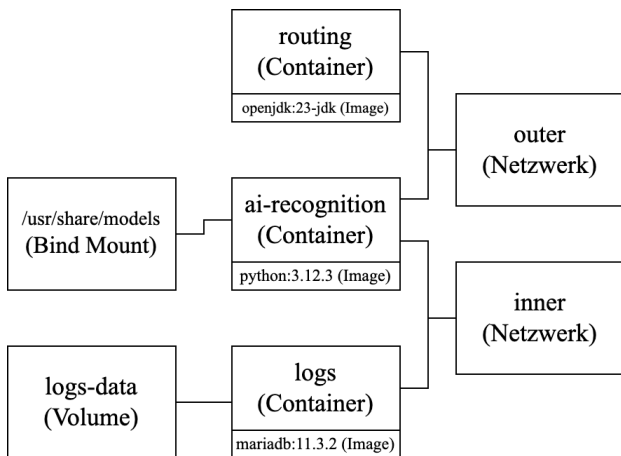 routing
(Container)
openjdk:23-jdk (Image)
outer
(Netzwerk)
/usr/share/models
(Bind Mount)
ai-recognition
(Container)
python:3.12.3 (Image)
inner
(Netzwerk)
logs-data
(Volume)
logs
(Container)
mariadb:11.3.2 (Image)